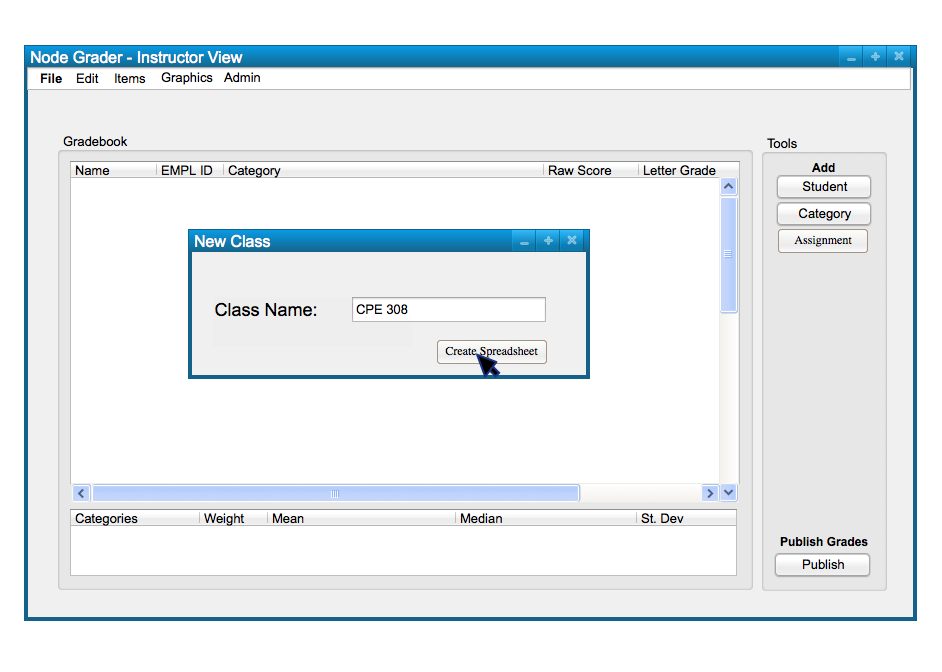 Node Grader - Instructor View
File Edit Items Graphics Admin
Gradebook
Name EMPL ID Category Raw Score Letter Grade
New Class
Class Name: CPE 308
Create Spreadsheet
Categories Weight Mean Median St. Dev
Tools
Add
Student
Category
Assignment
Publish Grades
Publish